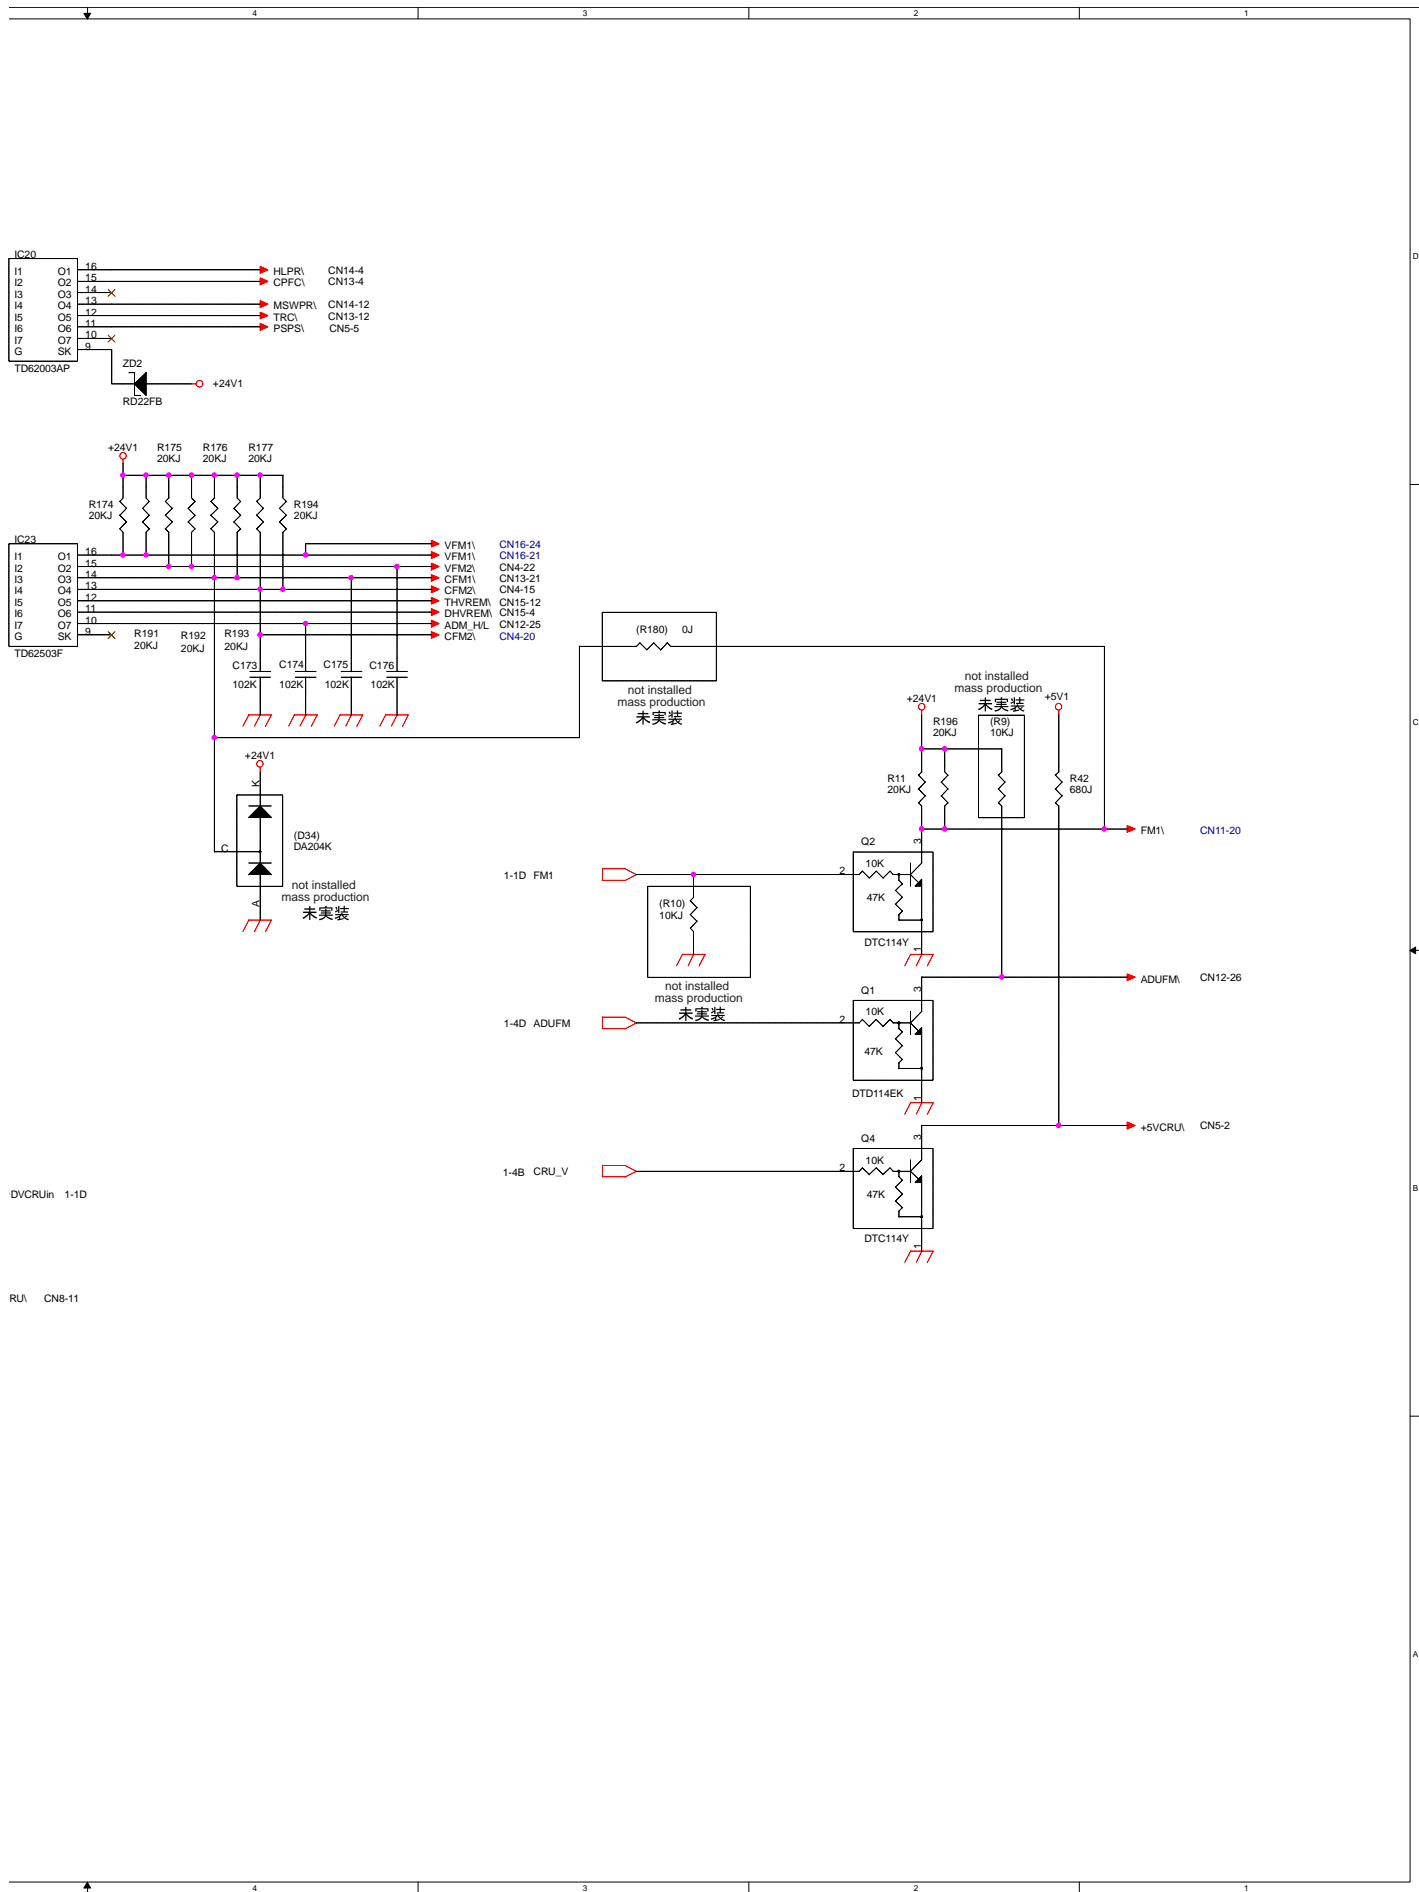 4 3 2 1
IC20
I1 O1 16 HLPR\ CN14-4
I2 O2 15 CPFC\ CN13-4
I3 O3 14
I4 O4 13 MSWPR\ CN14-12
I5 O5 12 TRC\ CN13-12
I6 O6 11 PSPS\ CN5-5
I7 O7 10
G SK 9
TD62003AP
ZD2
+24V1
RD22FB
D
+24V1 R175 R176 R177
20KJ 20KJ 20KJ
R174 R194
20KJ 20KJ
IC23
VFM1\ CN16-24
I1 O1 16 VFM1\ CN16-21
I2 O2 15 VFM2\ CN4-22
I3 O3 14 CFM1\ CN13-21
I4 O4 13 CFM2\ CN4-15
I5 O5 12 THVREM\ CN15-12
I6 O6 11 DHVREM\ CN15-4
I7 O7 10 ADM_H/L CN12-25
G SK 9 CFM2\ CN4-20
TD62503F
R191 R192 R193
20KJ 20KJ 20KJ
C173 C174 C175 C176
102K 102K 102K 102K
(R180) 0J
not installed
mass production
未実装
not installed
mass production
未実装
+24V1 +5V1
R196 (R9)
20KJ 10KJ
C
R11 R42
20KJ 680J
+24V1
K
(D34)
DA204K
C
A
not installed
mass production
未実装
FM1\ CN11-20
Q2
3
1-1D FM1
2 10K
47K
1
DTC114Y
(R10)
10KJ
not installed
mass production
未実装
ADUFM\ CN12-26
Q1
3
1-4D ADUFM
2 10K
47K
1
DTD114EK
+5VCRU\ CN5-2
Q4
3
1-4B CRU_V
2 10K
47K
1
DTC114Y
DVCRUin 1-1D
B
RU\ CN8-11
A
4 3 2 1